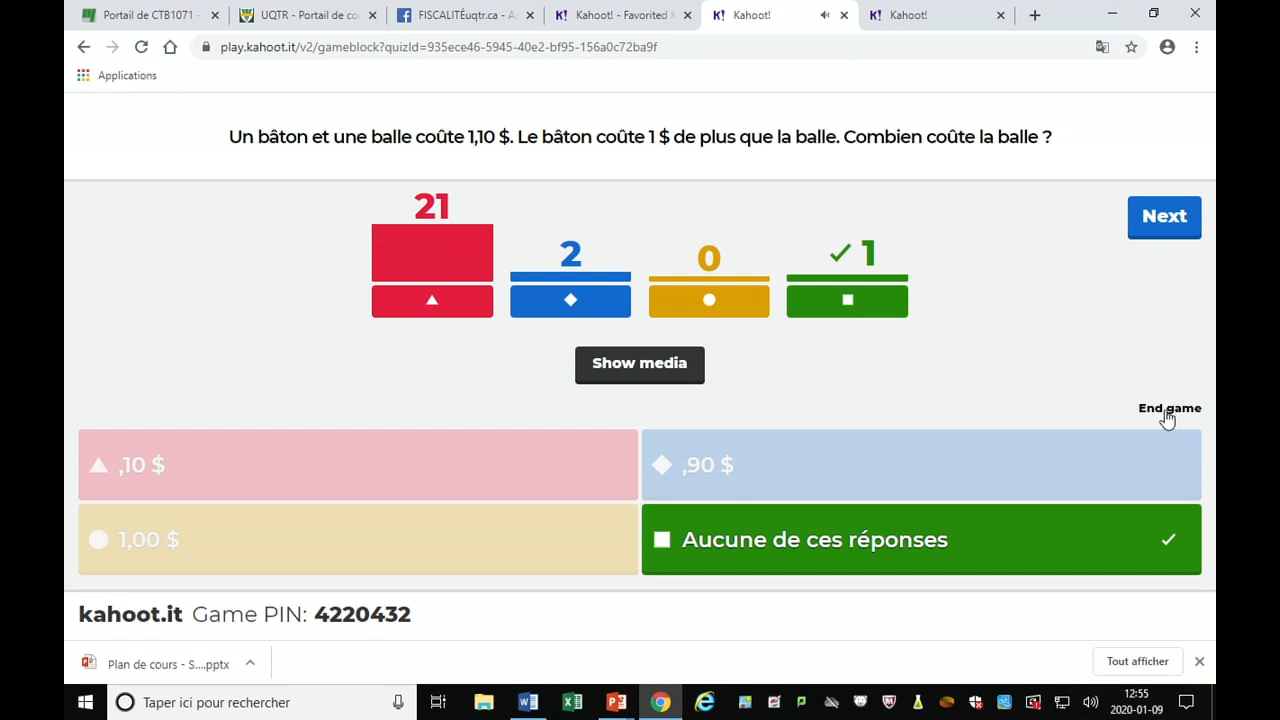 Portail de CTB1071 -
UQTR - Portail de co
FISCALITÉuqtr.ca - A
Kahoot! - Favorited K
Kahoot!
Kahoot!
play.kahoot.it/v2/gameblock?quizId=935ece46-5945-40e2-bf95-156a0c72ba9f
Applications
Un bâton et une balle coûte 1,10 $. Le bâton coûte 1 $ de plus que la balle. Combien coûte la balle ?
21
2
0
1
Next
Show media
End game
,10 $
,90 $
1,00 $
Aucune de ces réponses
kahoot.it Game PIN: 4220432
Plan de cours - S....pptx
Tout afficher
Taper ici pour rechercher
12:55
2020-01-09